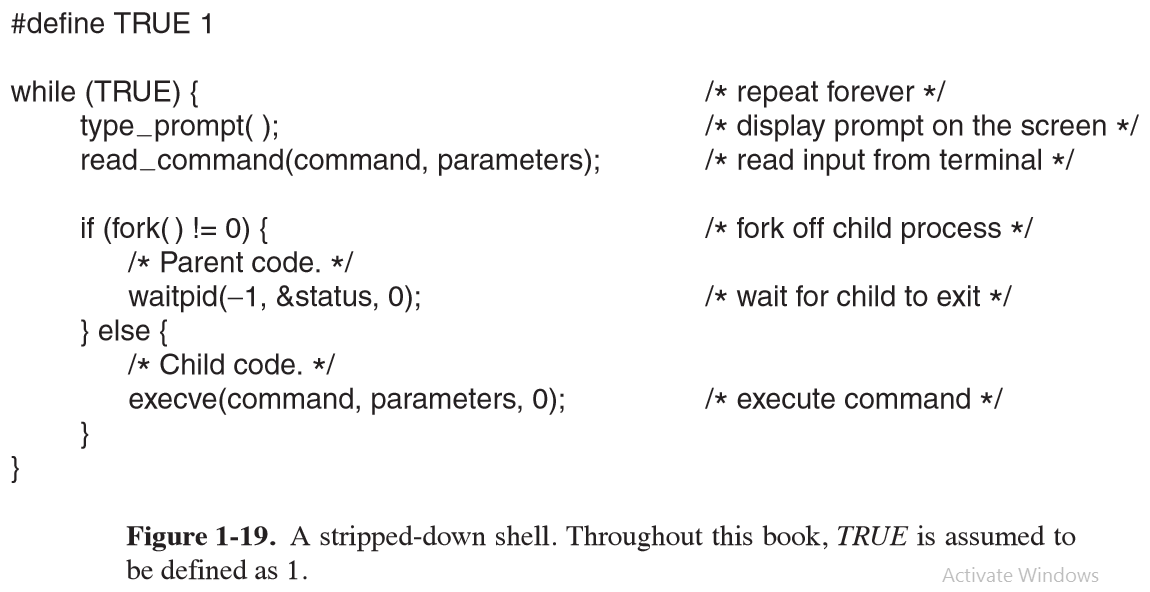 #define TRUE 1
while (TRUE) { /* repeat forever */
type_prompt( ); /* display prompt on the screen */
read_command(command, parameters); /* read input from terminal */
if (fork( ) != 0) { /* fork off child process */
/* Parent code. */
waitpid(−1, &status, 0); /* wait for child to exit */
} else {
/* Child code. */
execve(command, parameters, 0); /* execute command */
}
}
Figure 1-19. A stripped-down shell. Throughout this book, TRUE is assumed to
be defined as 1.
Activate Windows